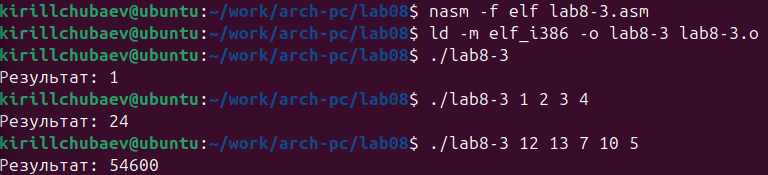 kirillchubaev@ubuntu:~/work/arch-pc/lab08$ nasm -f elf lab8-3.asm
kirillchubaev@ubuntu:~/work/arch-pc/lab08$ ld -m elf_i386 -o lab8-3 lab8-3.o
kirillchubaev@ubuntu:~/work/arch-pc/lab08$ ./lab8-3
Результат: 1
kirillchubaev@ubuntu:~/work/arch-pc/lab08$ ./lab8-3 1 2 3 4
Результат: 24
kirillchubaev@ubuntu:~/work/arch-pc/lab08$ ./lab8-3 12 13 7 10 5
Результат: 54600